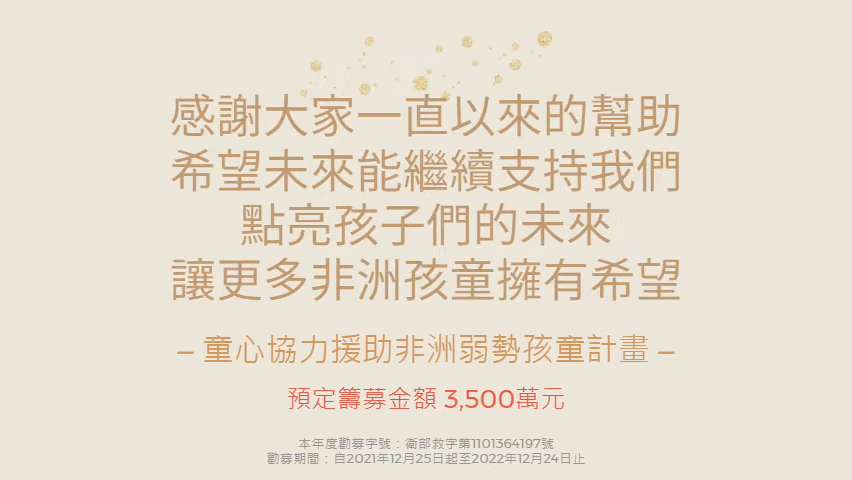 感謝大家一直以來的幫助
希望未來能繼續支持我們
點亮孩子們的未來
讓更多非洲孩童擁有希望
– 童心協力援助非洲弱勢孩童計畫 –
預定籌募金額 3,500萬元
本年度勸募字號：衛部救字第1101364197號
勸募期間：自2021年12月25日起至2022年12月24日止